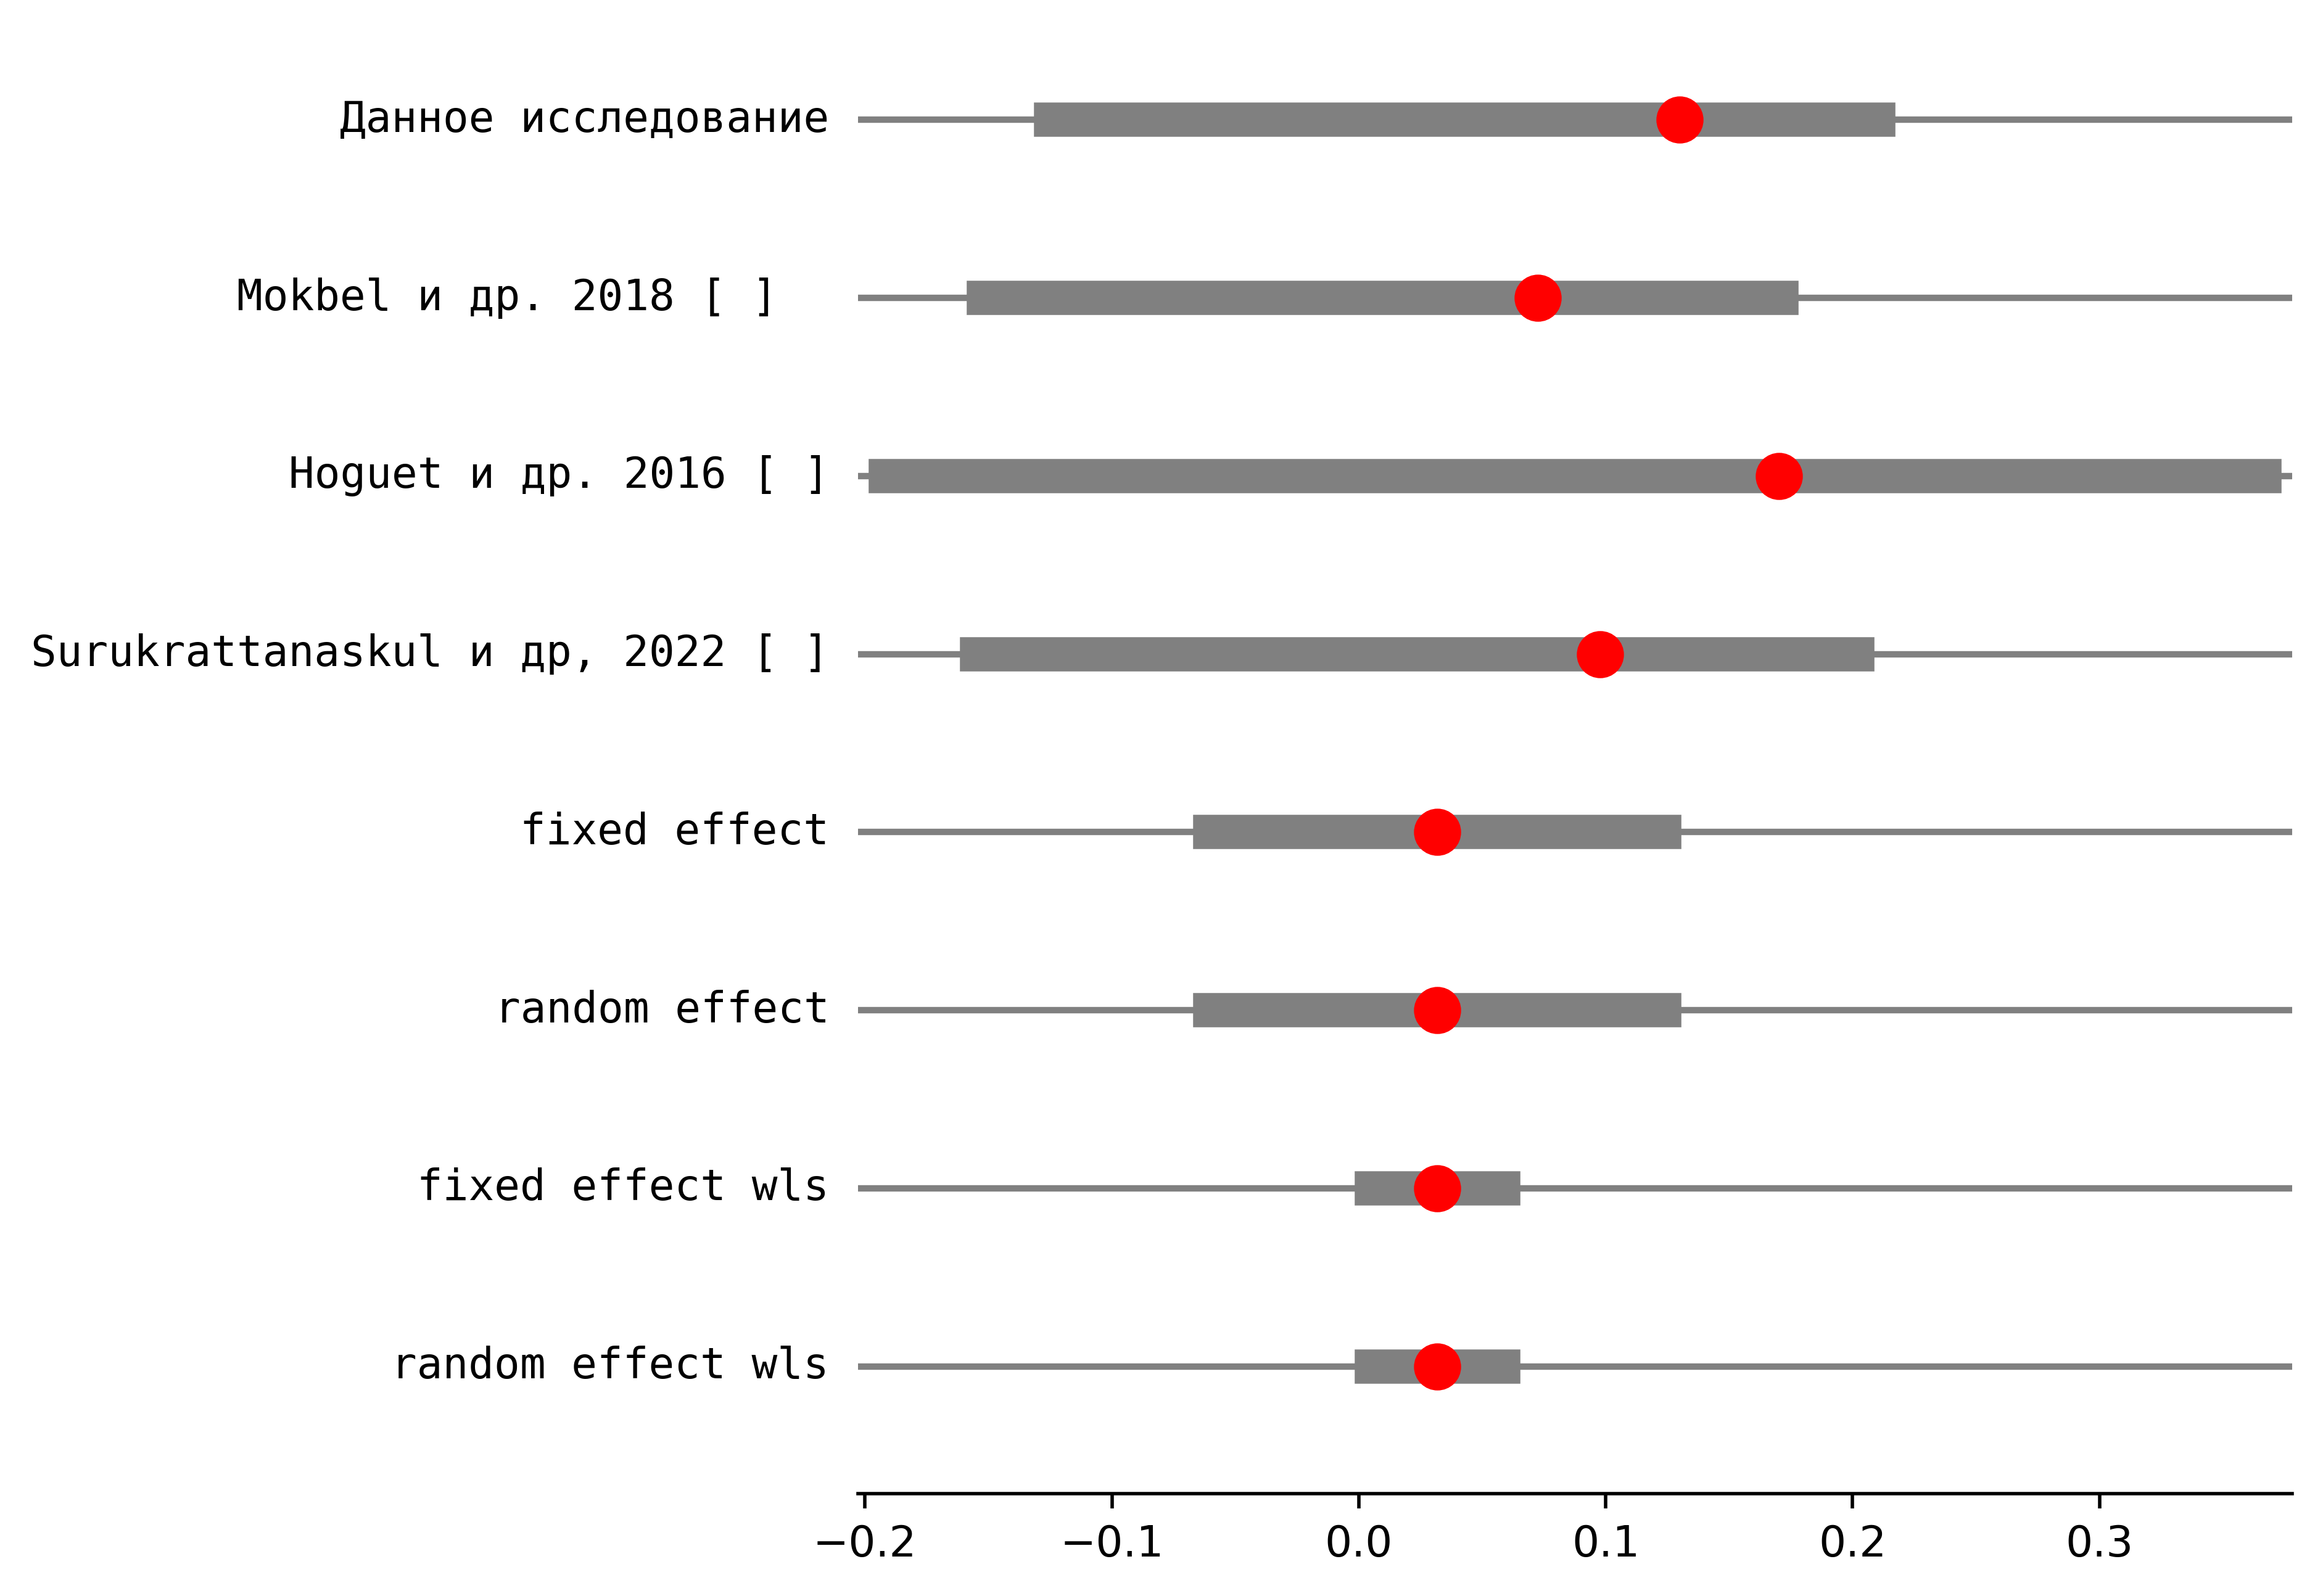 Данное исследование
Mokbel и др. 2018 [ ]
Hoguet и др. 2016 [ ]
Surukrattanaskul и др, 2022 [ ]
fixed effect
random effect
fixed effect wls
random effect wls
−0.2 −0.1 0.0 0.1 0.2 0.3